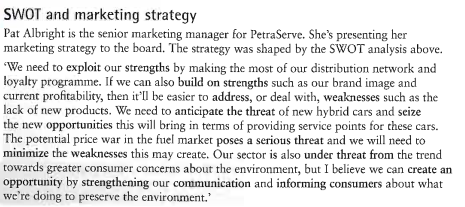 SWOT and marketing strategy
Pat Albright is the senior marketing manager for PetraServe. She's presenting her
marketing strategy to the board. The strategy was shaped by the SWOT analysis above.
'We need to exploit our strengths by making the most of our distribution network and
loyalty programme. If we can also build on strengths such as our brand image and
current profitability, then it'll be easier to address, or deal with, weaknesses such as the
lack of new products. We need to anticipate the threat of new hybrid cars and seize
the new opportunities this will bring in terms of providing service points for these cars.
The potential price war in the fuel market poses a serious threat and we will need to
minimize the weaknesses this may create. Our sector is also under threat from the trend
towards greater consumer concerns about the environment, but I believe we can create an
opportunity by strengthening our communication and informing consumers about what
we're doing to preserve the environment.'